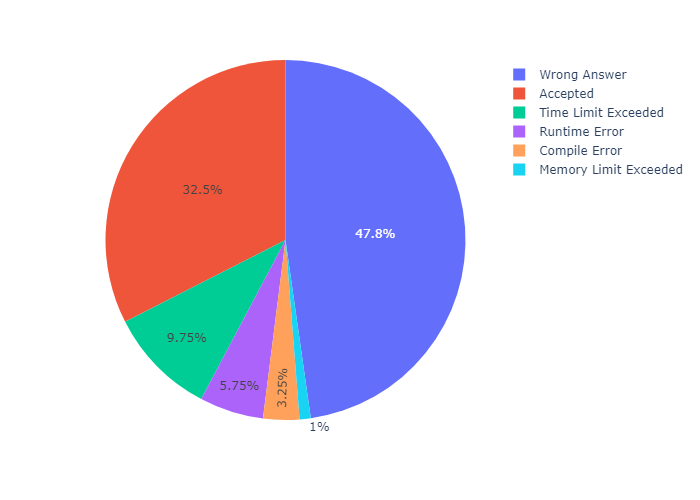 Wrong Answer
Accepted
Time Limit Exceeded
Runtime Error
Compile Error
Memory Limit Exceeded
32.5%
47.8%
9.75%
5.75%
3.25%
1%